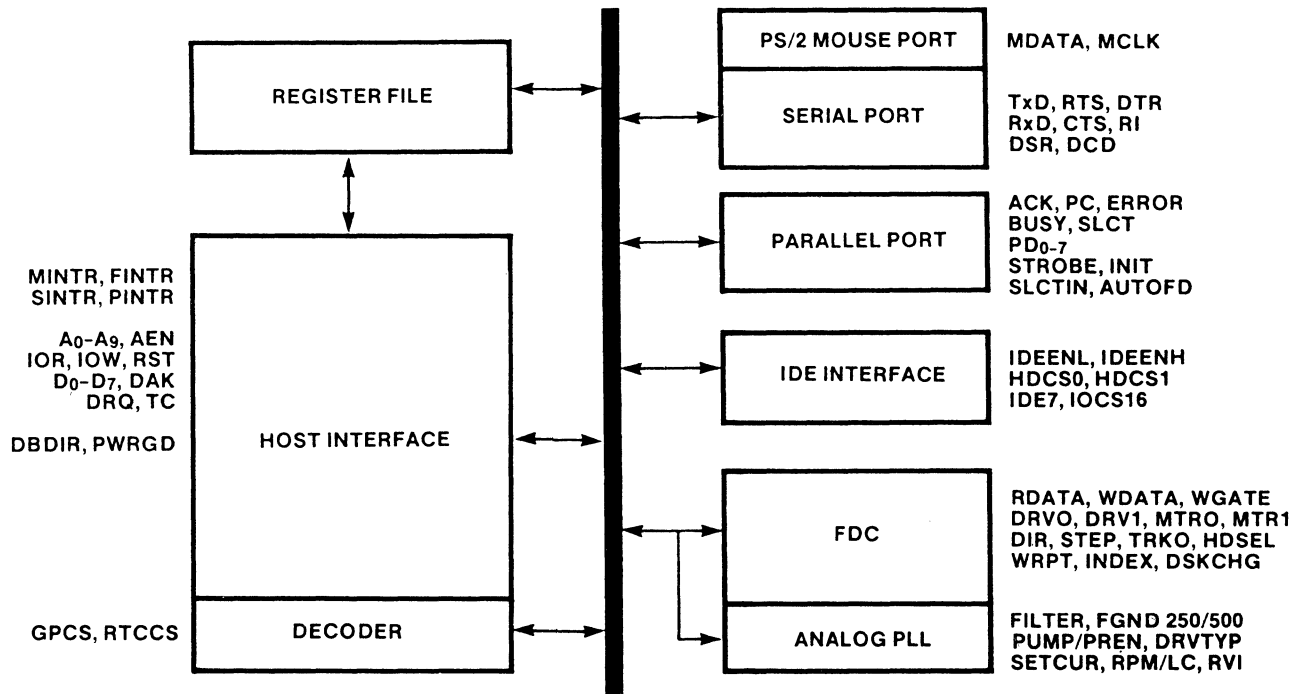 REGISTER FILE
MINTR, FINTR
SINTR, PINTR
A0-A9, AEN
IOR, IOW, RST
D0-D7, DAK
DRQ, TC
DBDIR, PWRGD
HOST INTERFACE
GPCS, RTCCS
DECODER
PS/2 MOUSE PORT
MDATA, MCLK
SERIAL PORT
TxD, RTS, DTR
RxD, CTS, RI
DSR, DCD
PARALLEL PORT
ACK, PC, ERROR
BUSY, SLCT
PD0-7
STROBE, INIT
SLCTIN, AUTOFD
IDE INTERFACE
IDEENL, IDEENH
HDCS0, HDCS1
IDE7, IOCS16
FDC
RDATA, WDATA, WGATE
DRVO, DRV1, MTRO, MTR1
DIR, STEP, TRKO, HDSEL
WRPT, INDEX, DSKCHG
ANALOG PLL
FILTER, FGND 250/500
PUMP/PREN, DRVTYP
SETCUR, RPM/LC, RVI